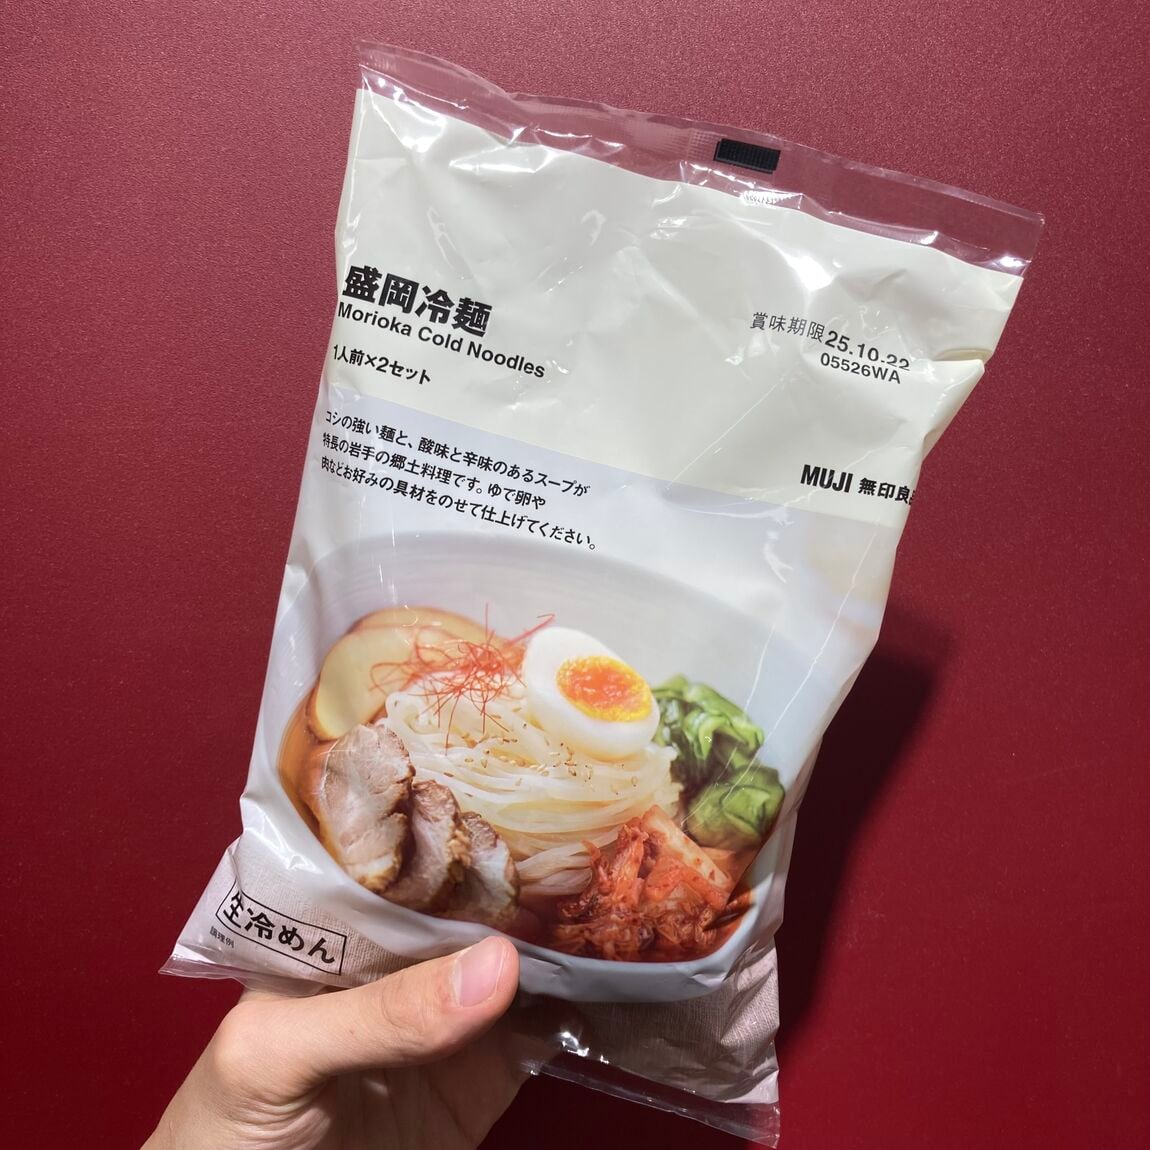 盛岡冷麺
Morioka Cold Noodles
1人前×2セット
賞味期限25.10.22
05526WA
コシの強い麺と、酸味と辛味のあるスープが
特長の岩手の郷土料理です。ゆで卵や
肉などお好みの具材をのせて仕上げてください。
MUJI 無印良
生冷めん
調理例